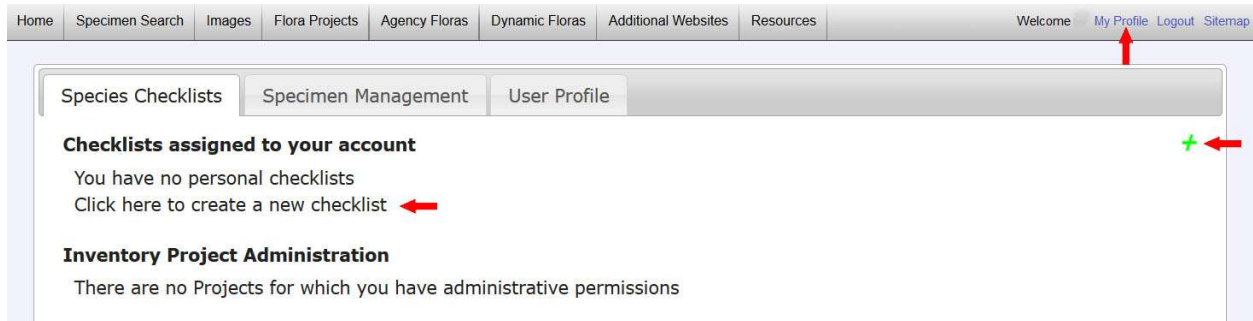 Home Specimen Search Images Flora Projects Agency Floras Dynamic Floras Additional Websites Resources Welcome My Profile Logout Sitemap
Species Checklists Specimen Management User Profile
Checklists assigned to your account +
You have no personal checklists
Click here to create a new checklist
Inventory Project Administration
There are no Projects for which you have administrative permissions